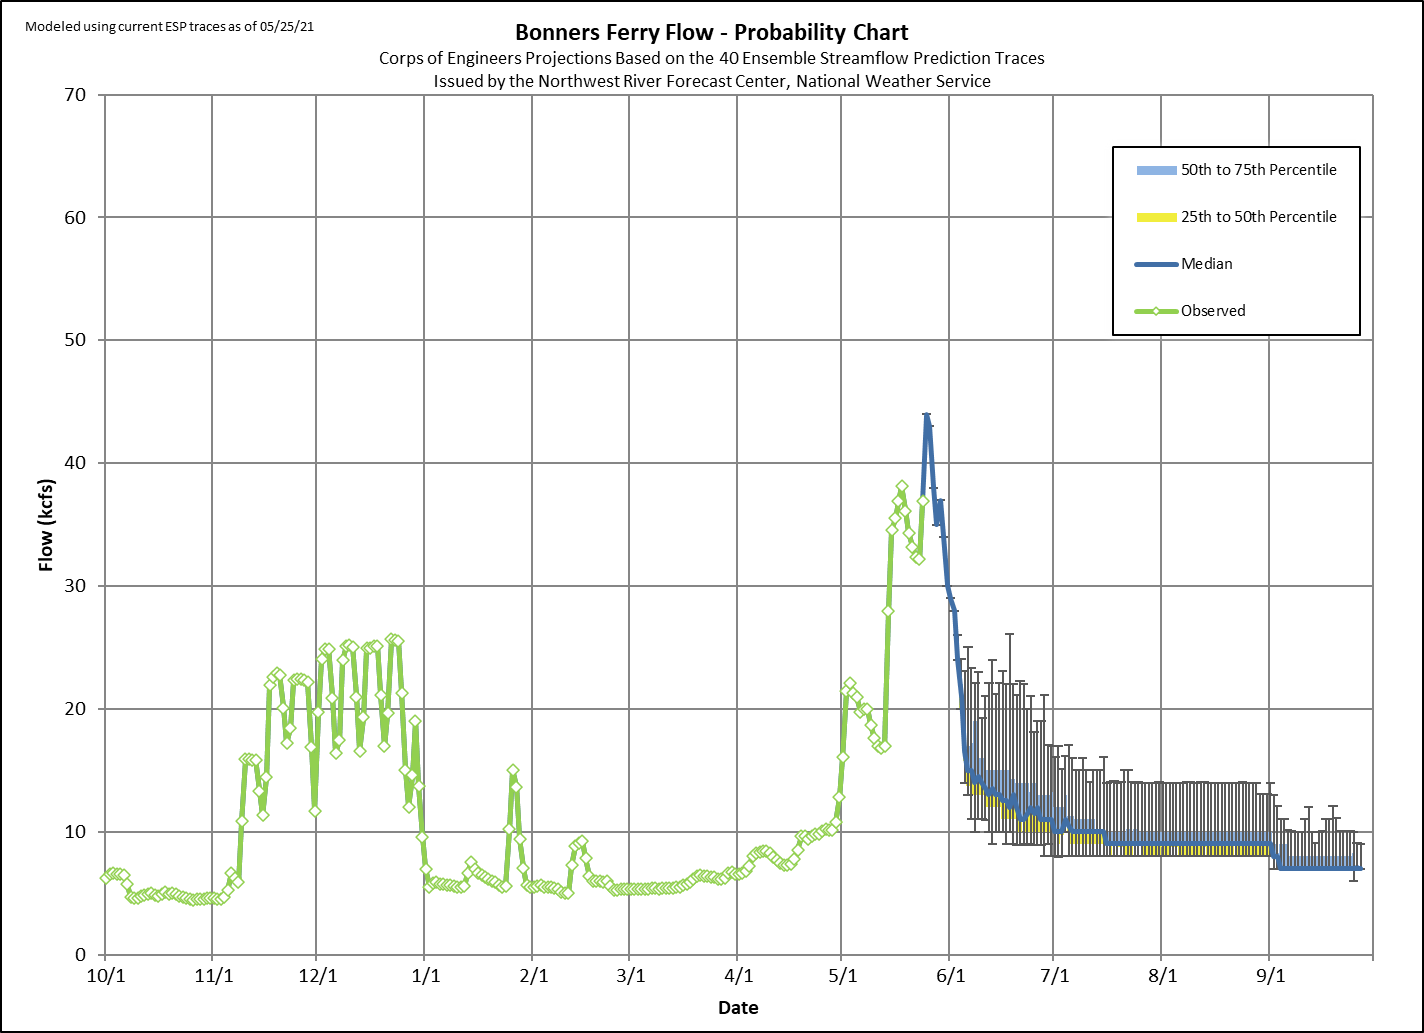 Modeled using current ESP traces as of 05/25/21
Bonners Ferry Flow - Probability Chart
Corps of Engineers Projections Based on the 40 Ensemble Streamflow Prediction Traces
Issued by the Northwest River Forecast Center, National Weather Service
70
60
50
40
30
20
10
0
Flow (kcfs)
50th to 75th Percentile
25th to 50th Percentile
Median
Observed
10/1 11/1 12/1 1/1 2/1 3/1 4/1 5/1 6/1 7/1 8/1 9/1
Date